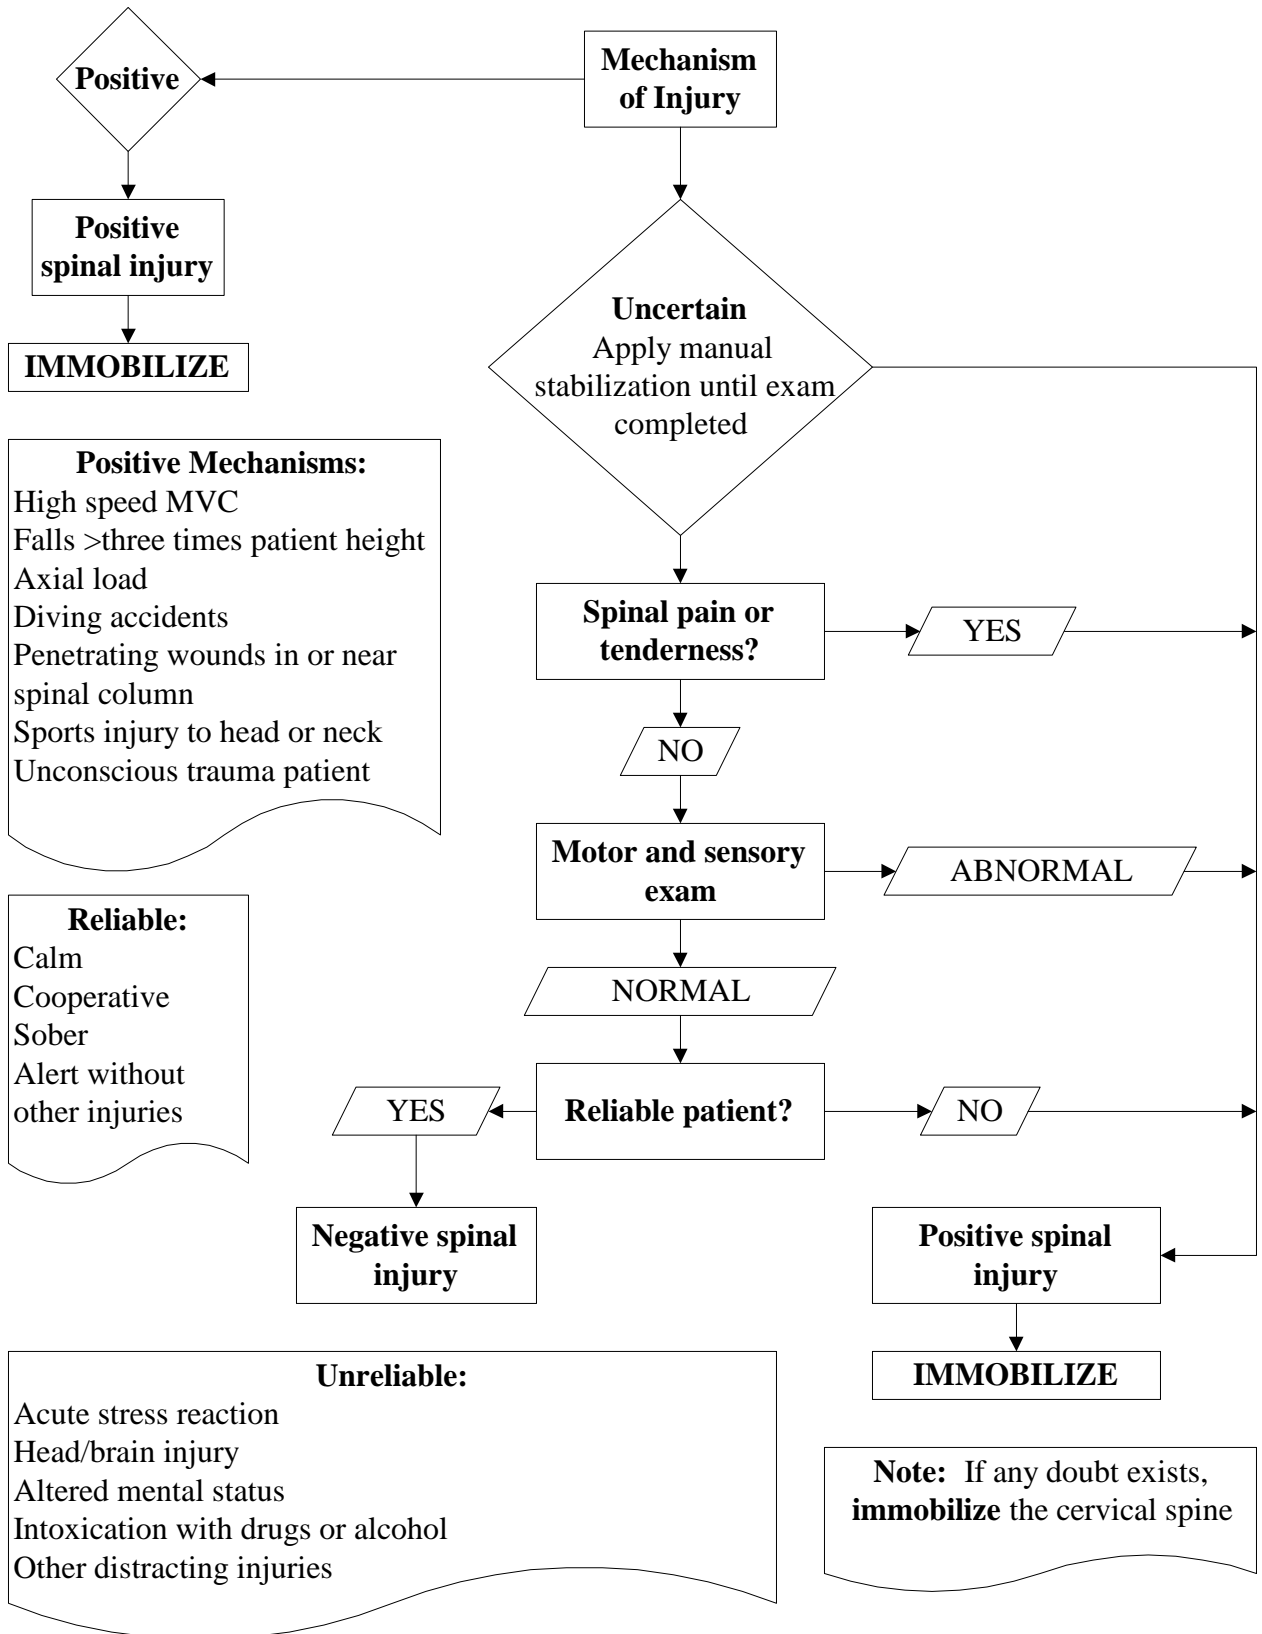 Positive
Mechanism
of Injury
Positive
spinal injury
IMMOBILIZE
Uncertain
Apply manual
stabilization until exam
completed
Positive Mechanisms:
High speed MVC
Falls >three times patient height
Axial load
Diving accidents
Penetrating wounds in or near
spinal column
Sports injury to head or neck
Unconscious trauma patient
Spinal pain or
tenderness?
YES
NO
Motor and sensory
exam
ABNORMAL
Reliable:
Calm
Cooperative
Sober
Alert without
other injuries
NORMAL
YES
Reliable patient?
NO
Negative spinal
injury
Positive spinal
injury
IMMOBILIZE
Unreliable:
Acute stress reaction
Head/brain injury
Altered mental status
Intoxication with drugs or alcohol
Other distracting injuries
Note: If any doubt exists,
immobilize the cervical spine